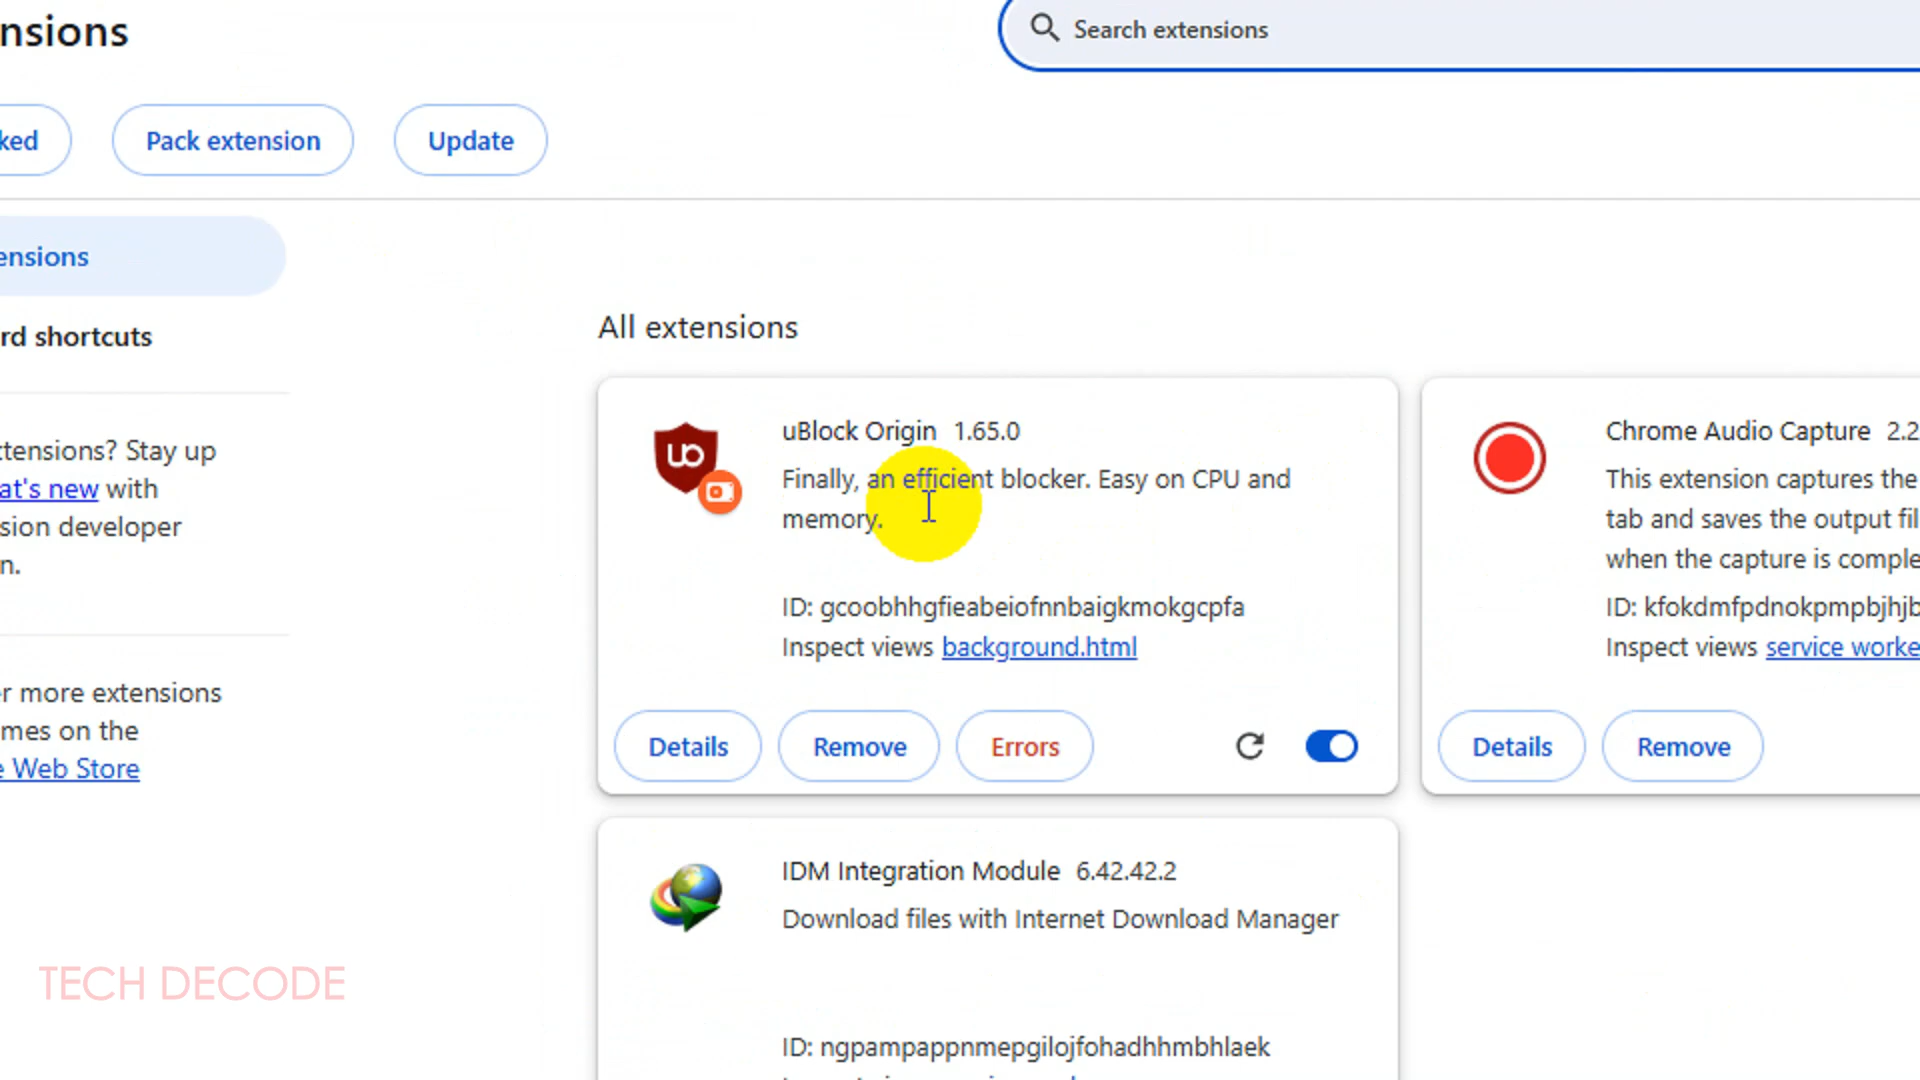 nsions
Search extensions
ked
Pack extension
Update
ensions
rd shortcuts
tensions? Stay up
at's new with
sion developer
n.
r more extensions
mes on the
e Web Store
All extensions
uBlock Origin 1.65.0
Finally, an efficient blocker. Easy on CPU and
memory.
ID: gcoobhhgfieabeiofnnbaigkmokgcpfa
Inspect views background.html
Details
Remove
Errors
Chrome Audio Capture 2.2
This extension captures the
tab and saves the output fil
when the capture is comple
ID: kfokdmfpdnokpmpbjhjb
Inspect views service worke
Details
Remove
IDM Integration Module 6.42.42.2
Download files with Internet Download Manager
ID: ngpampappnmepgilojfohadhhmbhlaek
TECH DECODE